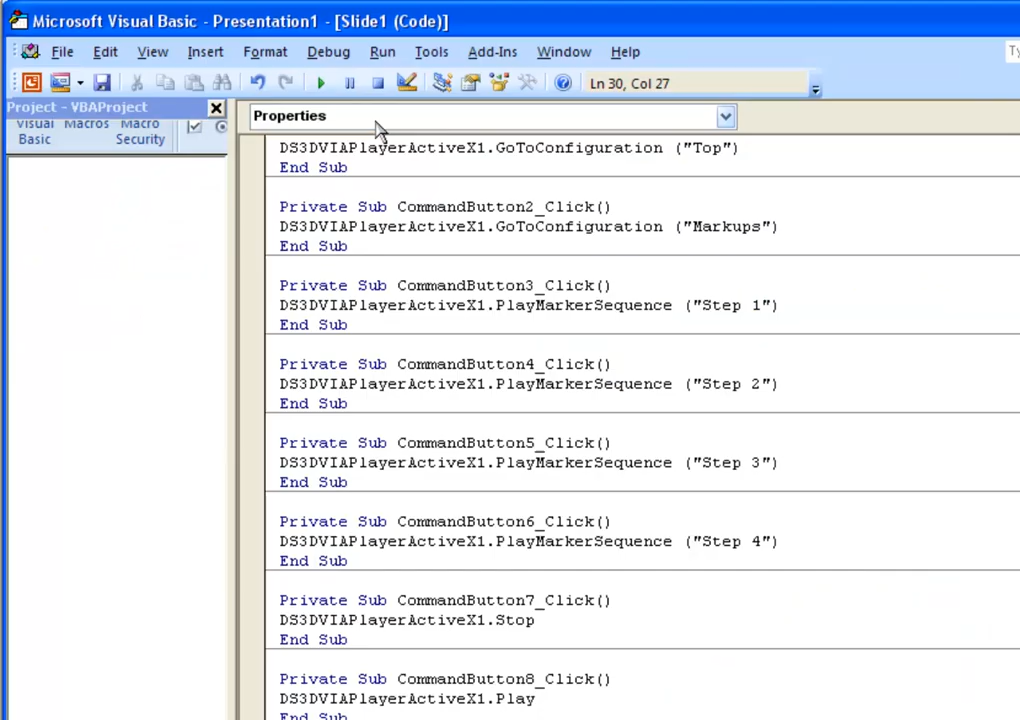 Microsoft Visual Basic - Presentation1 - [Slide1 (Code)]
File Edit View Insert Format Debug Run Tools Add-Ins Window Help Ty
Ln 30, Col 27
Project - VBAProject
Visual Basic
Macros
Macro Security
Properties
DS3DVIAPlayerActiveX1.GoToConfiguration ("Top")
End Sub
Private Sub CommandButton2_Click()
DS3DVIAPlayerActiveX1.GoToConfiguration ("Markups")
End Sub
Private Sub CommandButton3_Click()
DS3DVIAPlayerActiveX1.PlayMarkerSequence ("Step 1")
End Sub
Private Sub CommandButton4_Click()
DS3DVIAPlayerActiveX1.PlayMarkerSequence ("Step 2")
End Sub
Private Sub CommandButton5_Click()
DS3DVIAPlayerActiveX1.PlayMarkerSequence ("Step 3")
End Sub
Private Sub CommandButton6_Click()
DS3DVIAPlayerActiveX1.PlayMarkerSequence ("Step 4")
End Sub
Private Sub CommandButton7_Click()
DS3DVIAPlayerActiveX1.Stop
End Sub
Private Sub CommandButton8_Click()
DS3DVIAPlayerActiveX1.Play
End Sub